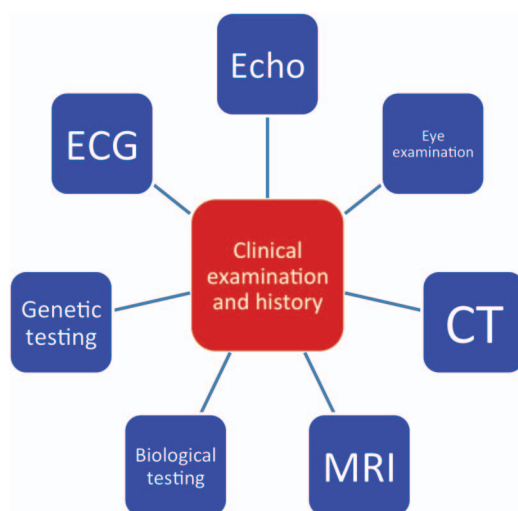 Echo
ECG
Eye
examination
Clinical
examination
and history
Genetic
testing
CT
Biological
testing
MRI